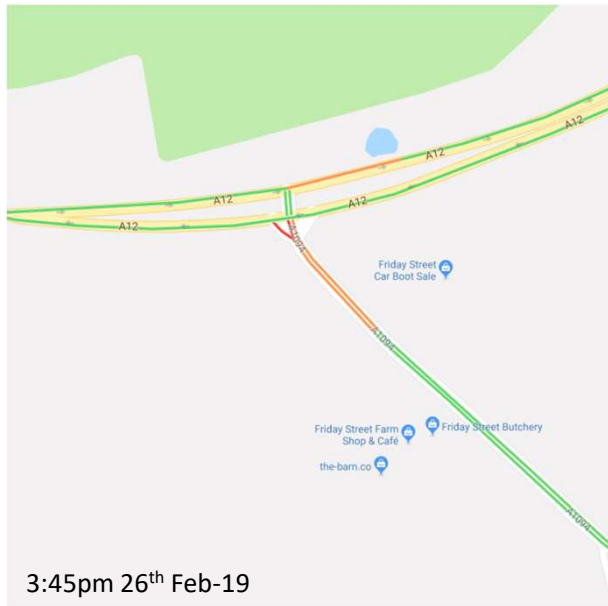 A12
A12
A12
A12
A12
A1094
Friday Street
Car Boot Sale
A1094
Friday Street Farm
Shop & Café
Friday Street Butchery
the-barn.co
A1094
3:45pm 26th Feb-19